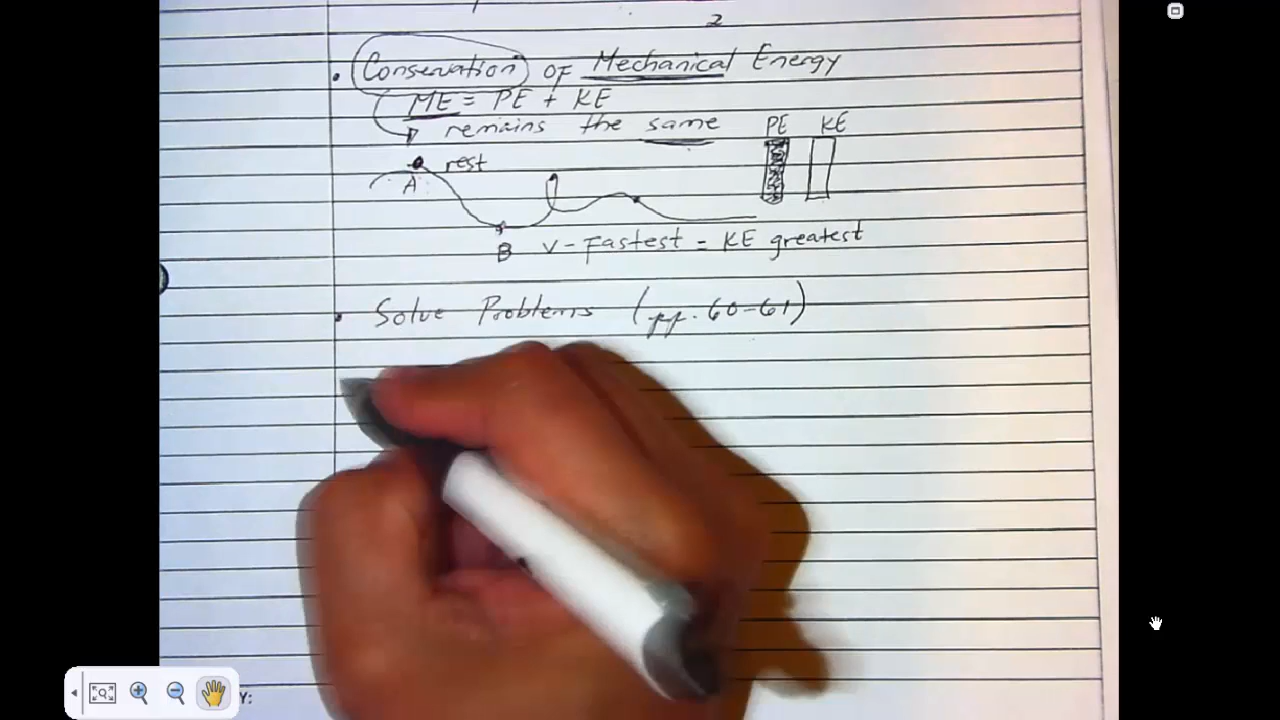 2
• Conservation of Mechanical Energy
ME = PE + KE
remains the same PE KE
rest
A
B V-Fastest = KE greatest
• Solve Problems (pp. 60-61)
Y: